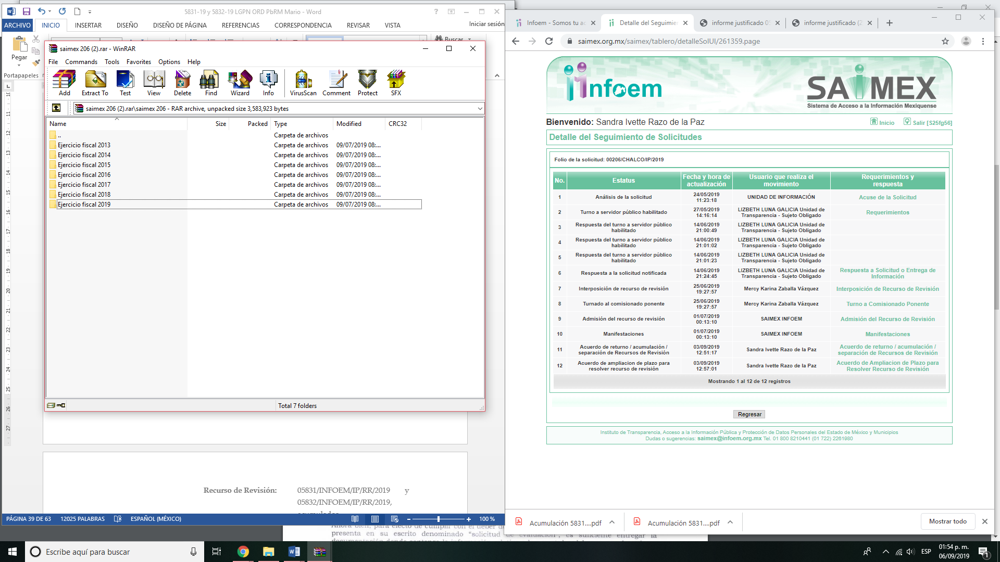 5831-19 y 5832-19 LGPN ORD PbRM Mario - Word
ARCHIVO INICIO INSERTAR DISEÑO DISEÑO DE PÁGINA REFERENCIAS CORRESPONDENCIA REVISAR VISTA Iniciar sesión
Pegar
Buscar
Portapapeles
saimex 206 (2).rar - WinRAR
File Commands Tools Favorites Options Help
Add Extract To Test View Delete Find Wizard Info VirusScan Comment Protect SFX
saimex 206 (2).rar\saimex 206 - RAR archive, unpacked size 3,583,923 bytes
Name Size Packed Type Modified CRC32
.. Carpeta de archivos
Ejercicio fiscal 2013 Carpeta de archivos 09/07/2019 08:...
Ejercicio fiscal 2014 Carpeta de archivos 09/07/2019 08:...
Ejercicio fiscal 2015 Carpeta de archivos 09/07/2019 08:...
Ejercicio fiscal 2016 Carpeta de archivos 09/07/2019 08:...
Ejercicio fiscal 2017 Carpeta de archivos 09/07/2019 08:...
Ejercicio fiscal 2018 Carpeta de archivos 09/07/2019 08:...
Ejercicio fiscal 2019 Carpeta de archivos 09/07/2019 08:...
Total 7 folders
Recurso de Revisión: 05831/INFOEM/IP/RR/2019 y
05832/INFOEM/IP/RR/2019,
PÁGINA 39 DE 63 12025 PALABRAS ESPAÑOL (MÉXICO) 100 %
presenta en su escrito denominado "solicitud de evaluación", es suficiente entregar la
Infoem - Somos tu ac
Detalle del Seguimie
informe justificado 0
informe justificado (2
saimex.org.mx/saimex/tablero/detalleSolUI/261359.page
infoem
SAIMEX
Sistema de Acceso a la Información Mexiquense
Bienvenido: Sandra Ivette Razo de la Paz
Inicio Salir [S25fg56]
Detalle del Seguimiento de Solicitudes
Folio de la solicitud: 00206/CHALCO/IP/2019
No. Estatus Fecha y hora de actualización Usuario que realiza el movimiento Requerimientos y respuesta
1 Análisis de la solicitud 24/05/2019 11:23:18 UNIDAD DE INFORMACIÓN Acuse de la Solicitud
2 Turno a servidor público habilitado 27/05/2019 14:16:14 LIZBETH LUNA GALICIA Unidad de Transparencia - Sujeto Obligado Requerimientos
3 Respuesta del turno a servidor público habilitado 14/06/2019 21:00:49 LIZBETH LUNA GALICIA Unidad de Transparencia - Sujeto Obligado
4 Respuesta del turno a servidor público habilitado 14/06/2019 21:01:02 LIZBETH LUNA GALICIA Unidad de Transparencia - Sujeto Obligado
5 Respuesta del turno a servidor público habilitado 14/06/2019 21:01:23 LIZBETH LUNA GALICIA Unidad de Transparencia - Sujeto Obligado
6 Respuesta a la solicitud notificada 14/06/2019 21:24:45 LIZBETH LUNA GALICIA Unidad de Transparencia - Sujeto Obligado Respuesta a Solicitud o Entrega de Información
7 Interposición de recurso de revisión 25/06/2019 19:27:57 Mercy Karina Zaballa Vázquez Interposición de Recurso de Revisión
8 Turnado al comisionado ponente 25/06/2019 19:27:57 Mercy Karina Zaballa Vázquez Turno a Comisionado Ponente
9 Admisión del recurso de revisión 01/07/2019 00:13:10 SAIMEX INFOEM Admisión del Recurso de Revisión
10 Manifestaciones 01/07/2019 00:13:10 SAIMEX INFOEM Manifestaciones
11 Acuerdo de returno / acumulación / separación de Recursos de Revisión 03/09/2019 12:51:17 Sandra Ivette Razo de la Paz Acuerdo de returno / acumulación / separación de Recursos de Revisión
12 Acuerdo de ampliacion de plazo para resolver recurso de revisión 03/09/2019 12:57:01 Sandra Ivette Razo de la Paz Acuerdo de Ampliacion de Plazo para Resolver Recurso de Revisión
Mostrando 1 al 12 de 12 registros
Regresar
Instituto de Transparencia, Acceso a la Información Pública y Protección de Datos Personales del Estado de México y Municipios
Dudas o sugerencias: saimex@infoem.org.mx Tel. 01 800 8210441 (01 722) 2261980
Acumulación 5831....pdf
Acumulación 5831....pdf
Mostrar todo
Escribe aquí para buscar
ESP
01:54 p. m.
06/09/2019
1